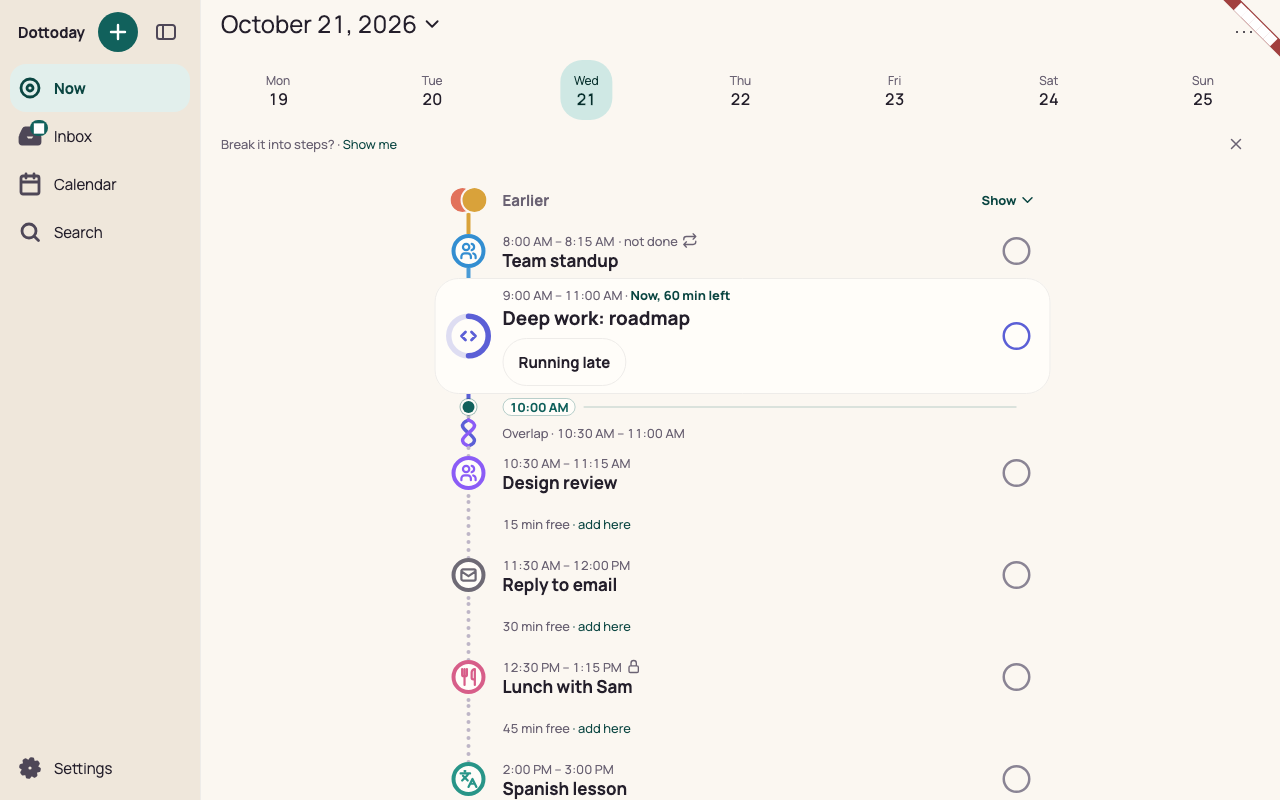 Dottoday
Now
Inbox
Calendar
Search
Settings
October 21, 2026
Mon Tue Wed Thu Fri Sat Sun
19 20 21 22 23 24 25
Break it into steps? · Show me
Earlier Show
8:00 AM – 8:15 AM · not done
Team standup
9:00 AM – 11:00 AM · Now, 60 min left
Deep work: roadmap
Running late
10:00 AM
Overlap · 10:30 AM – 11:00 AM
10:30 AM – 11:15 AM
Design review
15 min free · add here
11:30 AM – 12:00 PM
Reply to email
30 min free · add here
12:30 PM – 1:15 PM
Lunch with Sam
45 min free · add here
2:00 PM – 3:00 PM
Spanish lesson